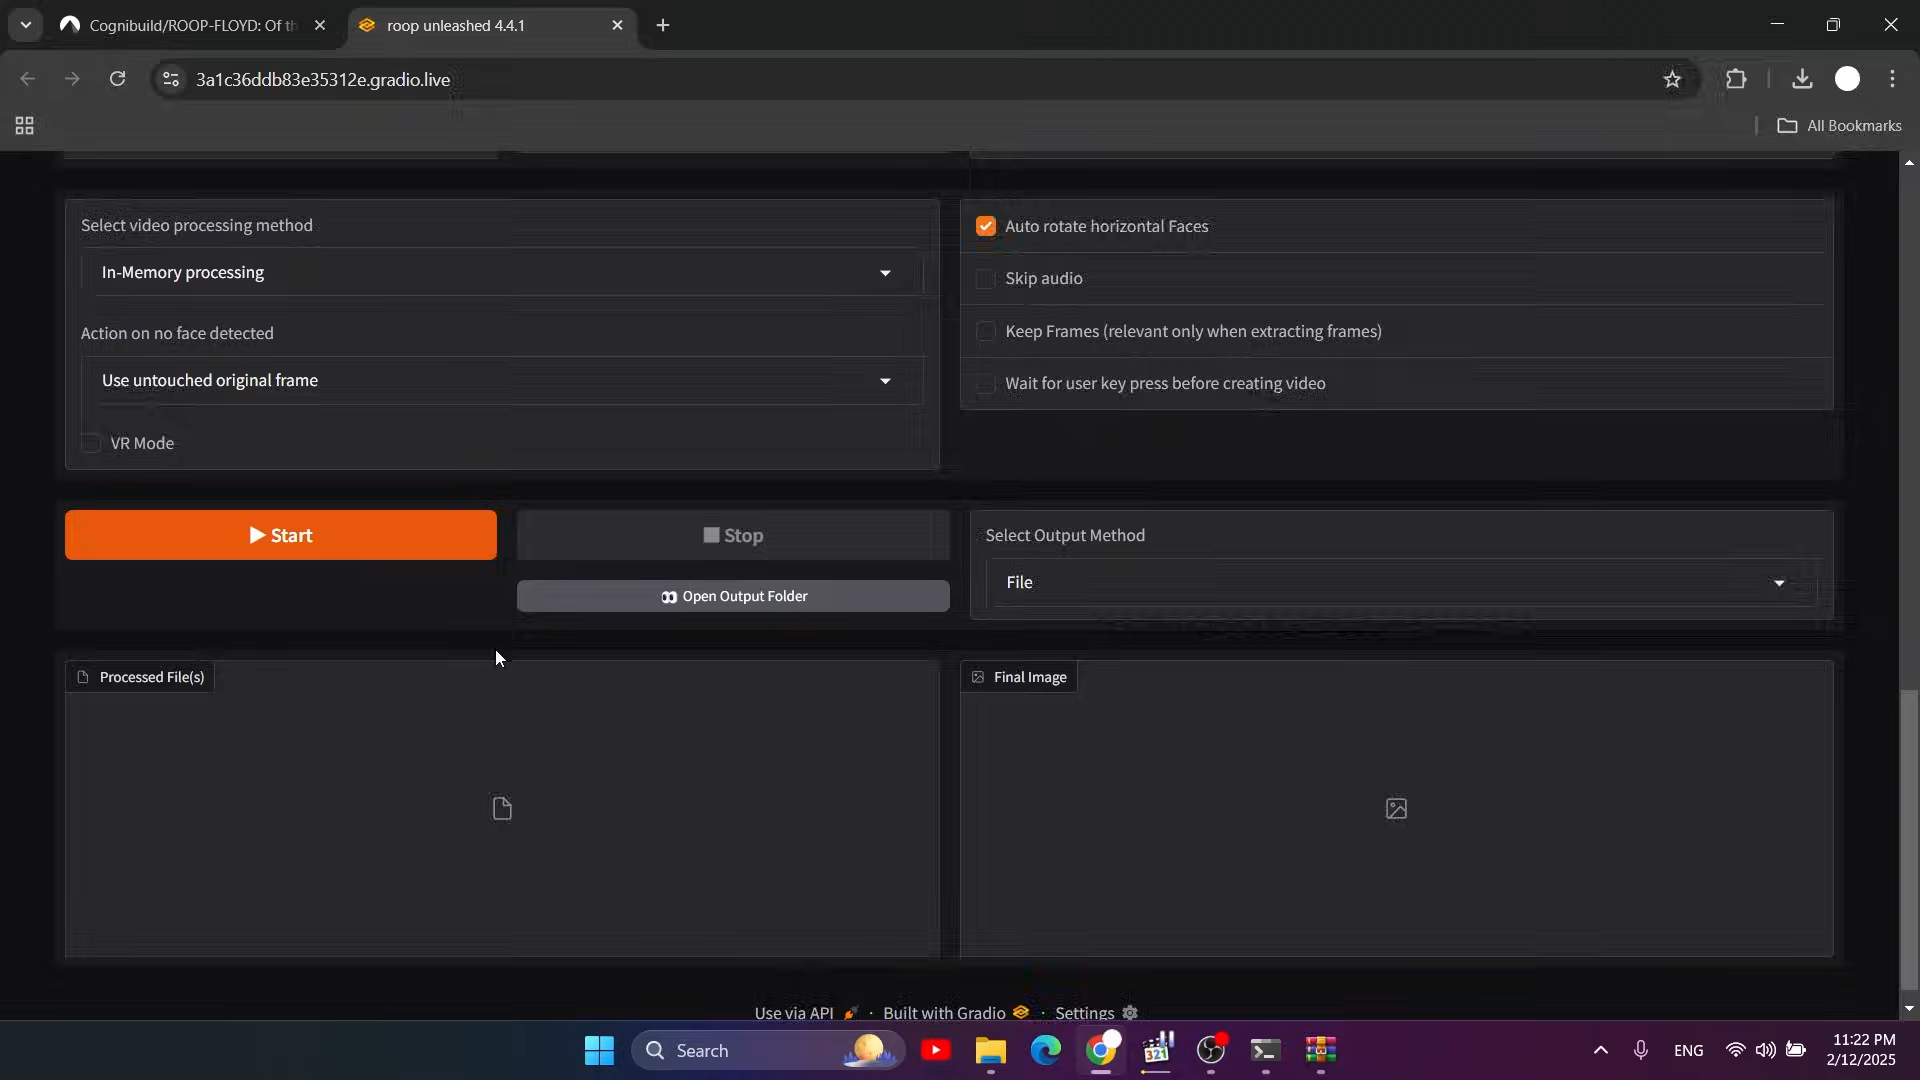 Cognibuild/ROOP-FLOYD: Of th
roop unleashed 4.4.1
3a1c36ddb83e35312e.gradio.live
All Bookmarks
Select video processing method
In-Memory processing
Action on no face detected
Use untouched original frame
VR Mode
Auto rotate horizontal Faces
Skip audio
Keep Frames (relevant only when extracting frames)
Wait for user key press before creating video
Start
Stop
Open Output Folder
Select Output Method
File
Processed File(s)
Final Image
Use via API · Built with Gradio · Settings
Search
321
ENG
11:22 PM
2/12/2025